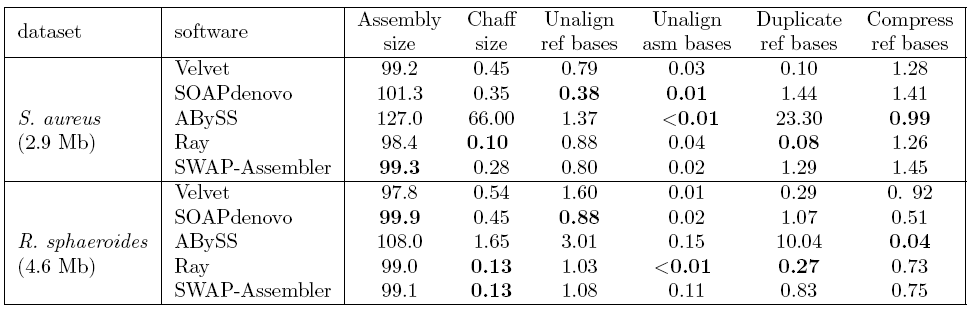 dataset software Assembly size Chaff size Unalign ref bases Unalign asm bases Duplicate ref bases Compress ref bases
Velvet 99.2 0.45 0.79 0.03 0.10 1.28
SOAPdenovo 101.3 0.35 0.38 0.01 1.44 1.41
S. aureus ABySS 127.0 66.00 1.37 <0.01 23.30 0.99
(2.9 Mb) Ray 98.4 0.10 0.88 0.04 0.08 1.26
SWAP-Assembler 99.3 0.28 0.80 0.02 1.29 1.45
Velvet 97.8 0.54 1.60 0.01 0.29 0. 92
SOAPdenovo 99.9 0.45 0.88 0.02 1.07 0.51
R. sphaeroides ABySS 108.0 1.65 3.01 0.15 10.04 0.04
(4.6 Mb) Ray 99.0 0.13 1.03 <0.01 0.27 0.73
SWAP-Assembler 99.1 0.13 1.08 0.11 0.83 0.75